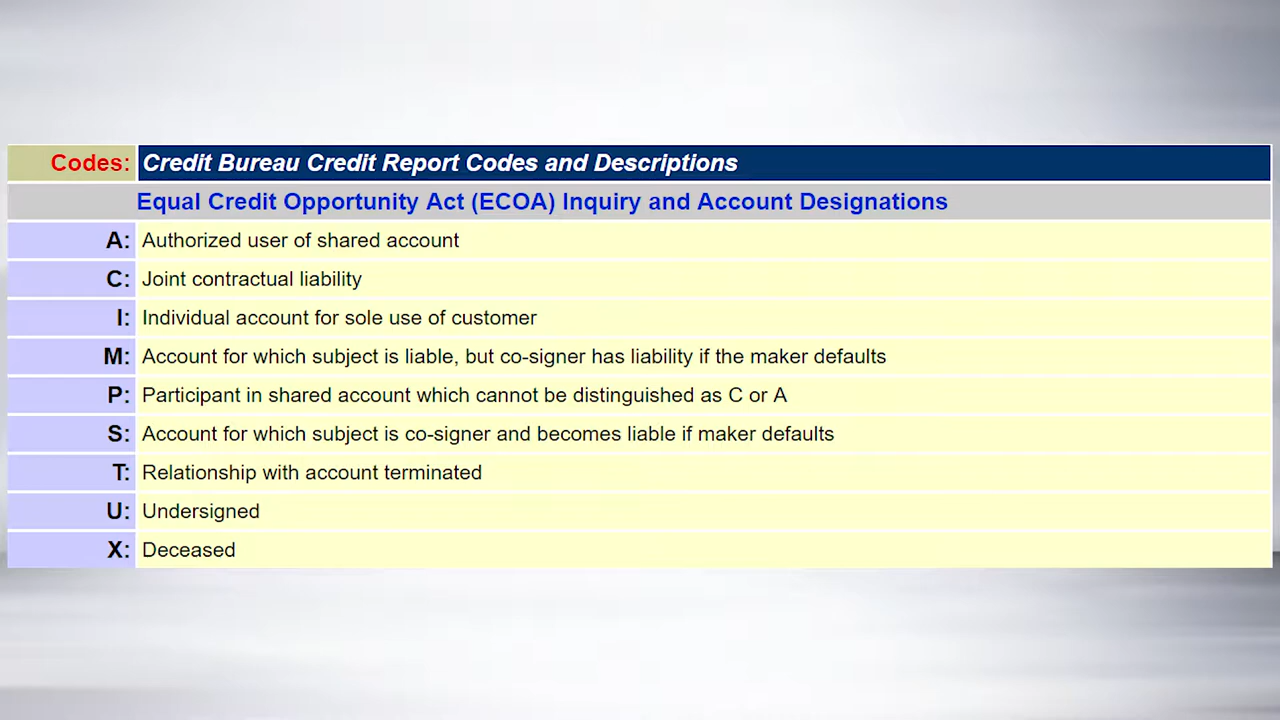 Codes: Credit Bureau Credit Report Codes and Descriptions
Equal Credit Opportunity Act (ECOA) Inquiry and Account Designations
A: Authorized user of shared account
C: Joint contractual liability
I: Individual account for sole use of customer
M: Account for which subject is liable, but co-signer has liability if the maker defaults
P: Participant in shared account which cannot be distinguished as C or A
S: Account for which subject is co-signer and becomes liable if maker defaults
T: Relationship with account terminated
U: Undersigned
X: Deceased